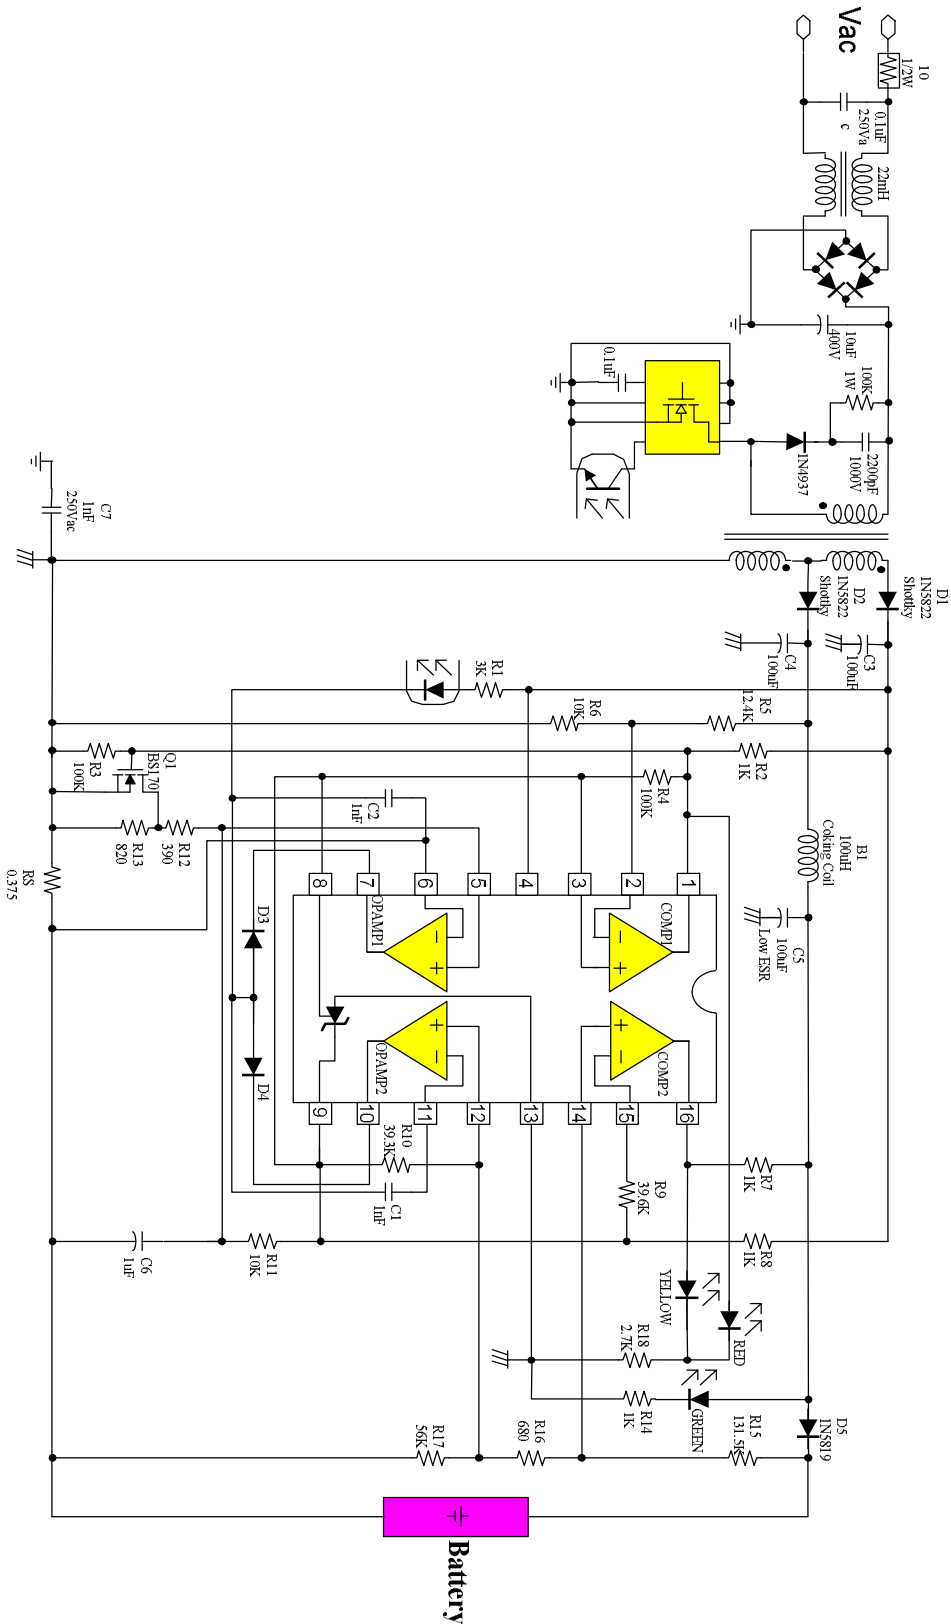 Vac
10
1/2W
0.1uF
250Va
c
22mH
10uF
400V
100K
1W
2200pF
1000V
1N4937
0.1uF
C7
1nF
250Vac
D1
1N5822
Shottky
D2
1N5822
Shottky
C3
100uF
C4
100uF
R1
3K
R6
10K
R5
12.4K
R2
1K
R4
100K
Q1
BS170
R3
100K
C2
1nF
R13
820
R12
390
RS
0.375
B1
100uH
Coking Coil
C5
100uF
Low ESR
8
7
6
5
4
3
2
1
OPAMP1
COMP1
OPAMP2
COMP2
9
10
11
12
13
14
15
16
D3
D4
R10
39.3K
C1
1nF
R9
39.6K
R7
1K
R8
1K
R11
10K
C6
1uF
YELLOW
RED
GREEN
R18
2.7K
R14
1K
D5
1N5819
R15
131.5K
R16
680
R17
56K
Battery